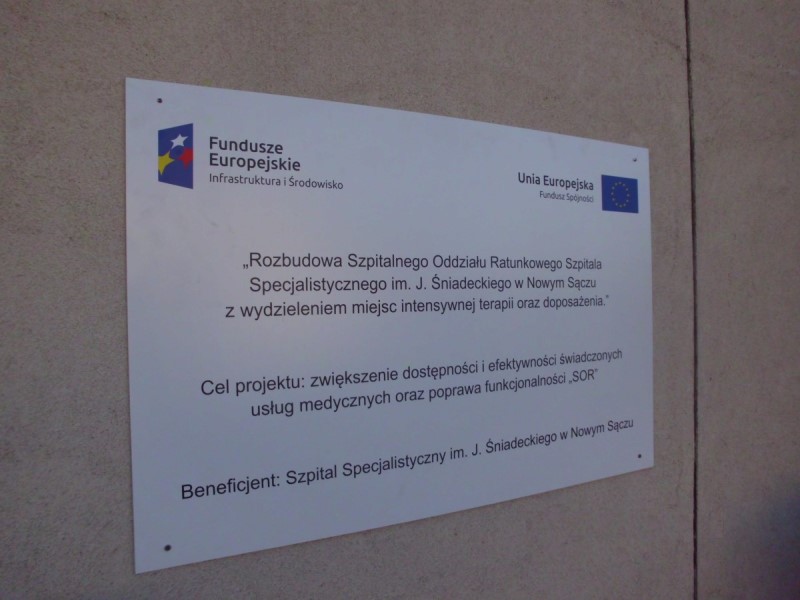 Fundusze
Europejskie
Infrastruktura i Środowisko
Unia Europejska
Fundusz Spójności
„Rozbudowa Szpitalnego Oddziału Ratunkowego Szpitala
Specjalistycznego im. J. Śniadeckiego w Nowym Sączu
z wydzieleniem miejsc intensywnej terapii oraz doposażenia."
Cel projektu: zwiększenie dostępności i efektywności świadczonych
usług medycznych oraz poprawa funkcjonalności „SOR"
Beneficjent: Szpital Specjalistyczny im. J. Śniadeckiego w Nowym Sączu